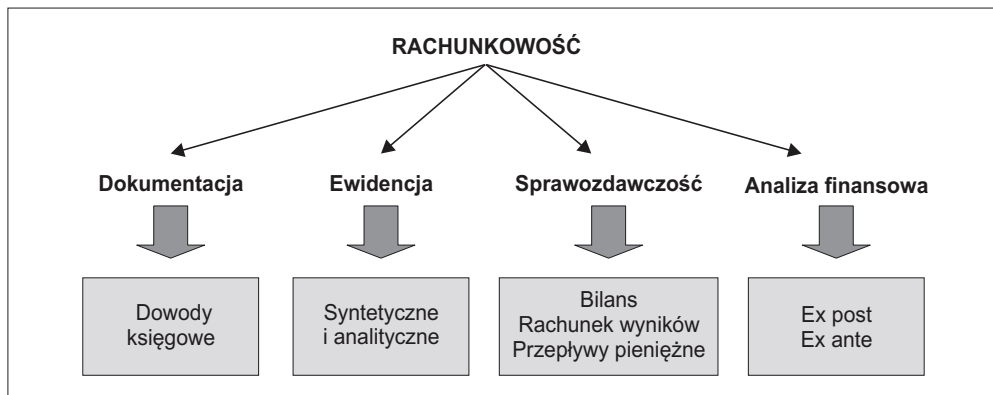 RACHUNKOWOŚĆ
Dokumentacja
Ewidencja
Sprawozdawczość
Analiza finansowa
Dowody
księgowe
Syntetyczne
i analityczne
Bilans
Rachunek wyników
Przepływy pieniężne
Ex post
Ex ante